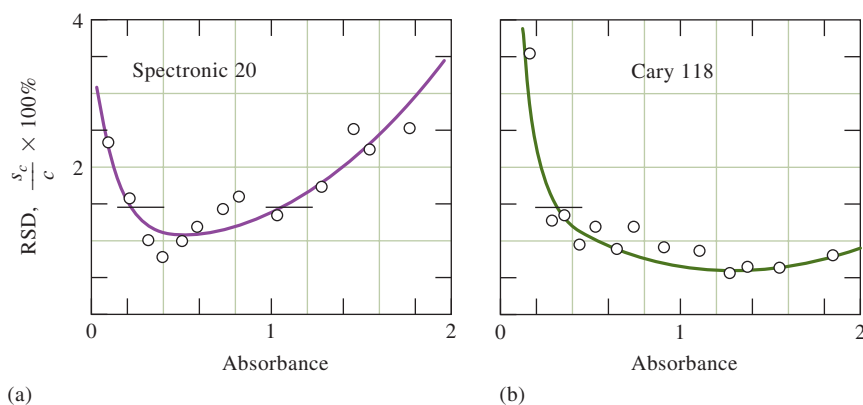 4
Spectronic 20
Cary 118
2
RSD, s_c/c × 100%
0
1
2
0
1
2
Absorbance
Absorbance
(a)
(b)